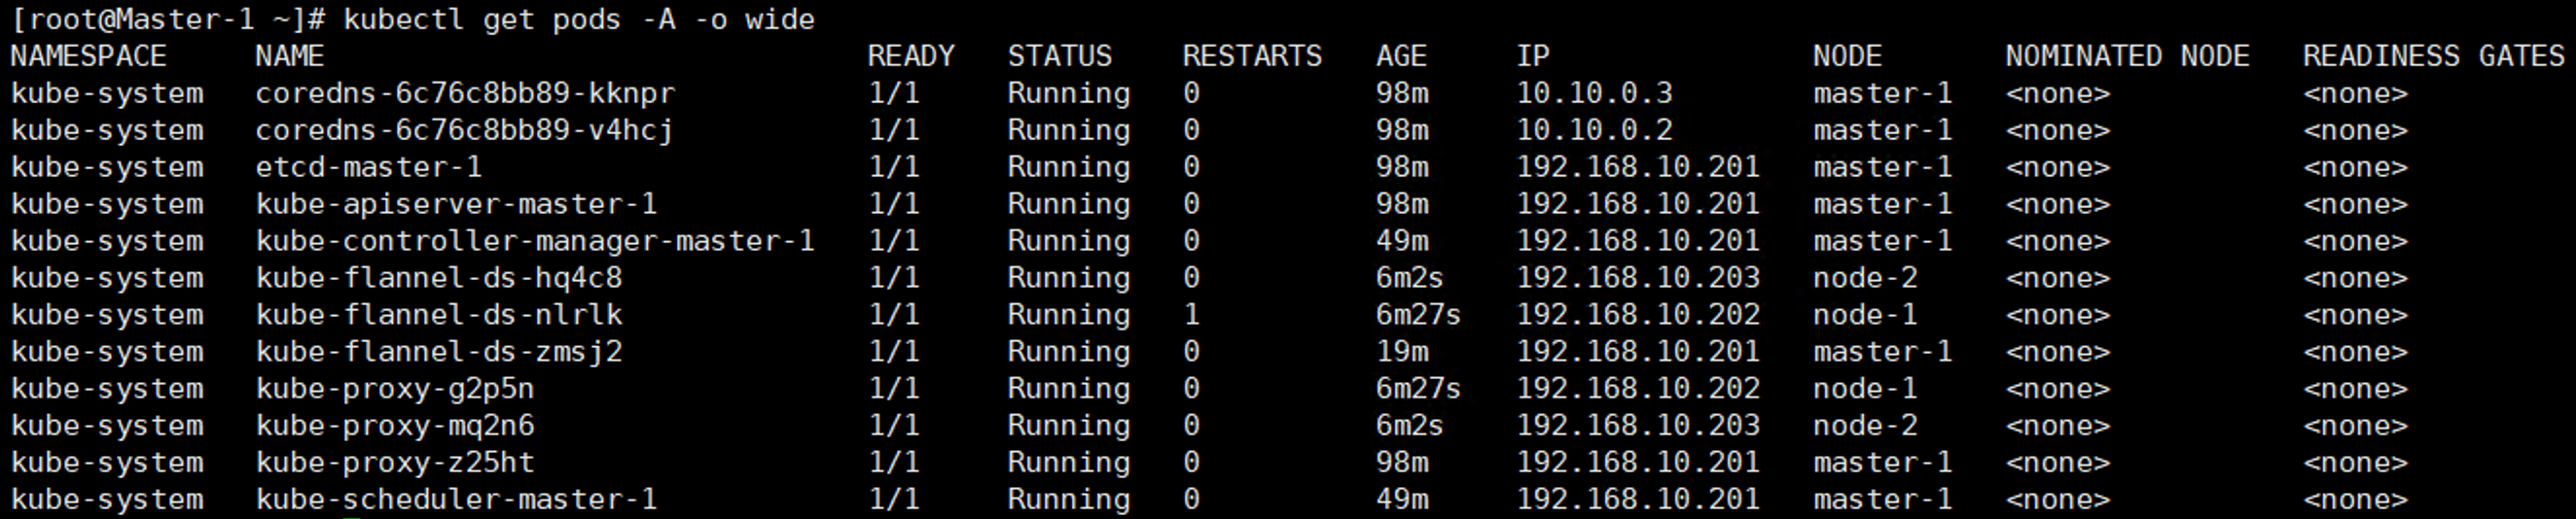 [root@Master-1 ~]# kubectl get pods -A -o wide
NAMESPACE NAME READY STATUS RESTARTS AGE IP NODE NOMINATED NODE READINESS GATES
kube-system coredns-6c76c8bb89-kknpr 1/1 Running 0 98m 10.10.0.3 master-1 <none> <none>
kube-system coredns-6c76c8bb89-v4hcj 1/1 Running 0 98m 10.10.0.2 master-1 <none> <none>
kube-system etcd-master-1 1/1 Running 0 98m 192.168.10.201 master-1 <none> <none>
kube-system kube-apiserver-master-1 1/1 Running 0 98m 192.168.10.201 master-1 <none> <none>
kube-system kube-controller-manager-master-1 1/1 Running 0 49m 192.168.10.201 master-1 <none> <none>
kube-system kube-flannel-ds-hq4c8 1/1 Running 0 6m2s 192.168.10.203 node-2 <none> <none>
kube-system kube-flannel-ds-nlrlk 1/1 Running 1 6m27s 192.168.10.202 node-1 <none> <none>
kube-system kube-flannel-ds-zmsj2 1/1 Running 0 19m 192.168.10.201 master-1 <none> <none>
kube-system kube-proxy-g2p5n 1/1 Running 0 6m27s 192.168.10.202 node-1 <none> <none>
kube-system kube-proxy-mq2n6 1/1 Running 0 6m2s 192.168.10.203 node-2 <none> <none>
kube-system kube-proxy-z25ht 1/1 Running 0 98m 192.168.10.201 master-1 <none> <none>
kube-system kube-scheduler-master-1 1/1 Running 0 49m 192.168.10.201 master-1 <none> <none>